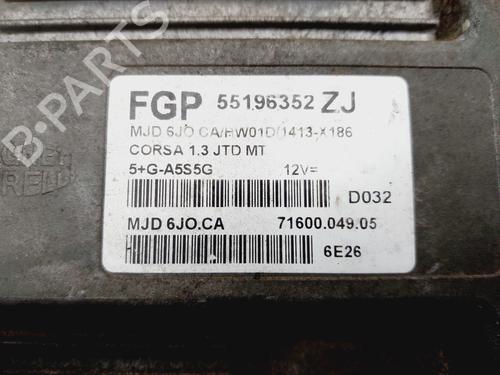 B-PARTS
FGP 55196352 ZJ
MJD 6JO CA/HW01D 1413-X186
CORSA 1.3 JTD MT
5+G-A5S5G 12V=
D032
MJD 6JO.CA 71600.049.05
6E26